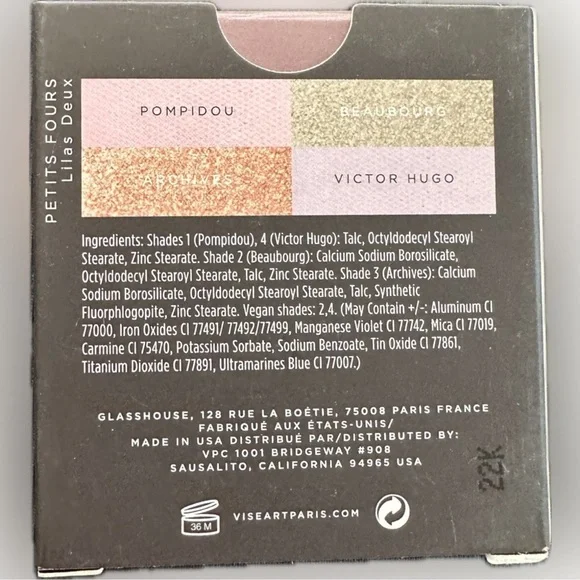 PETITS FOURS
Lilas Deux
POMPIDOU
BEAUBOURG
ARCHIVES
VICTOR HUGO
Ingredients: Shades 1 (Pompidou), 4 (Victor Hugo): Talc, Octyldodecyl Stearoyl
Stearate, Zinc Stearate. Shade 2 (Beaubourg): Calcium Sodium Borosilicate,
Octyldodecyl Stearoyl Stearate, Talc, Zinc Stearate. Shade 3 (Archives): Calcium
Sodium Borosilicate, Octyldodecyl Stearoyl Stearate, Talc, Synthetic
Fluorphlogopite, Zinc Stearate. Vegan shades: 2,4. (May Contain +/-: Aluminum CI
77000, Iron Oxides CI 77491/ 77492/77499, Manganese Violet CI 77742, Mica CI 77019,
Carmine CI 75470, Potassium Sorbate, Sodium Benzoate, Tin Oxide CI 77861,
Titanium Dioxide CI 77891, Ultramarines Blue CI 77007.)
GLASSHOUSE, 128 RUE LA BOÉTIE, 75008 PARIS FRANCE
FABRIQUÉ AUX ÉTATS-UNIS/
MADE IN USA DISTRIBUÉ PAR/DISTRIBUTED BY:
VPC 1001 BRIDGEWAY #908
SAUSALITO, CALIFORNIA 94965 USA
22K
36 M
VISEARTPARIS.COM